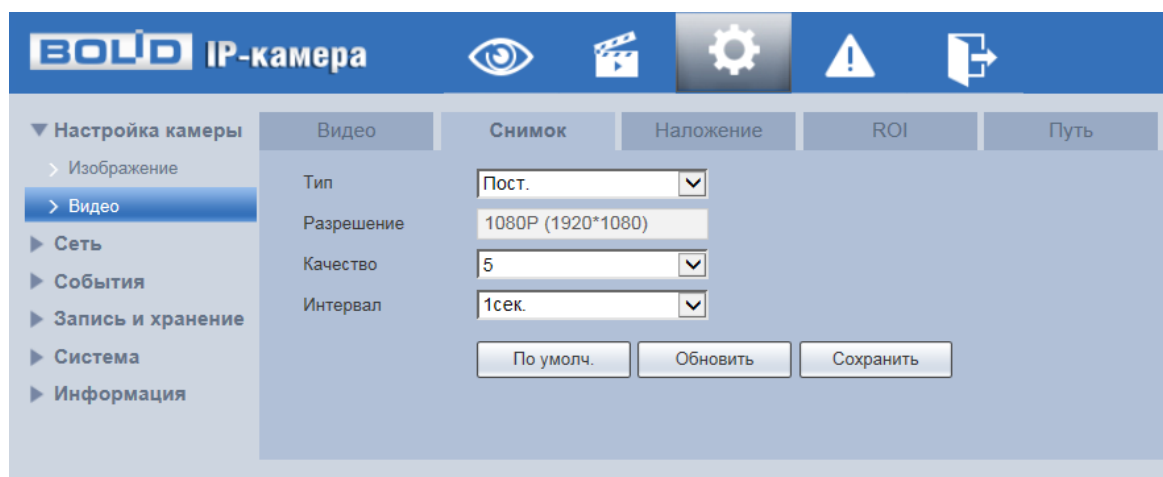 BOLID IP-камера
Настройка камеры
Изображение
Видео
Сеть
События
Запись и хранение
Система
Информация
Видео Снимок Наложение ROI Путь
Тип Пост.
Разрешение 1080P (1920*1080)
Качество 5
Интервал 1сек.
По умолч. Обновить Сохранить